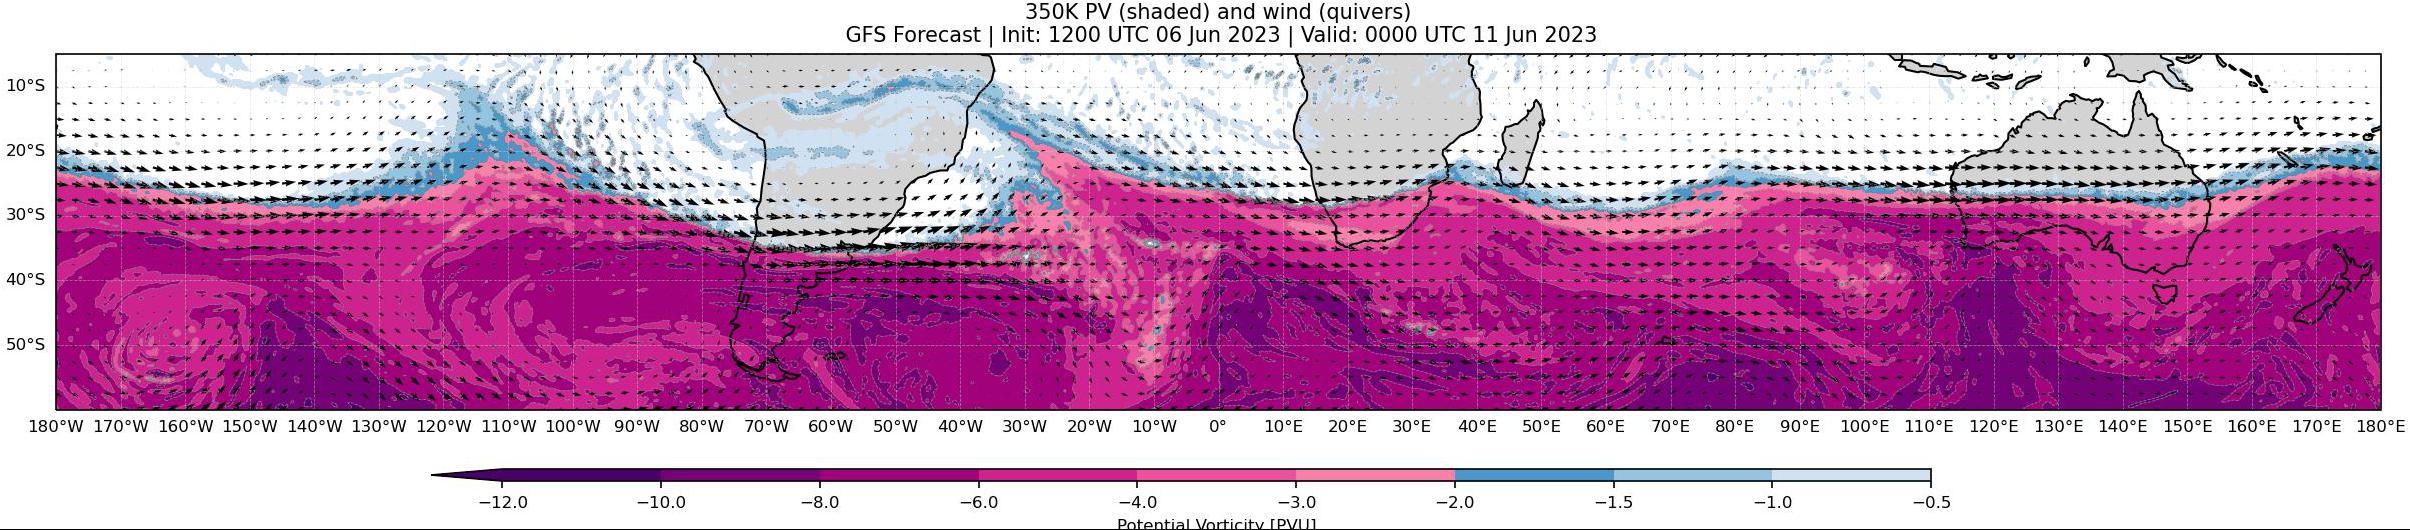 350K PV (shaded) and wind (quivers)
GFS Forecast | Init: 1200 UTC 06 Jun 2023 | Valid: 0000 UTC 11 Jun 2023
10°S
20°S
30°S
40°S
50°S
180°W 170°W 160°W 150°W 140°W 130°W 120°W 110°W 100°W 90°W 80°W 70°W 60°W 50°W 40°W 30°W 20°W 10°W 0° 10°E 20°E 30°E 40°E 50°E 60°E 70°E 80°E 90°E 100°E 110°E 120°E 130°E 140°E 150°E 160°E 170°E 180°E
−12.0 −10.0 −8.0 −6.0 −4.0 −3.0 −2.0 −1.5 −1.0 −0.5
Potential Vorticity [PVU]